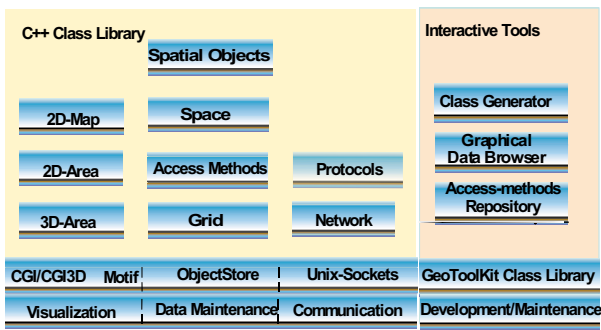 C++ Class Library
Interactive Tools
Spatial Objects
Class Generator
2D-Map
Space
Graphical
Data Browser
2D-Area
Access Methods
Protocols
Access-methods
Repository
3D-Area
Grid
Network
CGI/CGI3D Motif ObjectStore Unix-Sockets GeoToolKit Class Library
Visualization Data Maintenance Communication Development/Maintenance